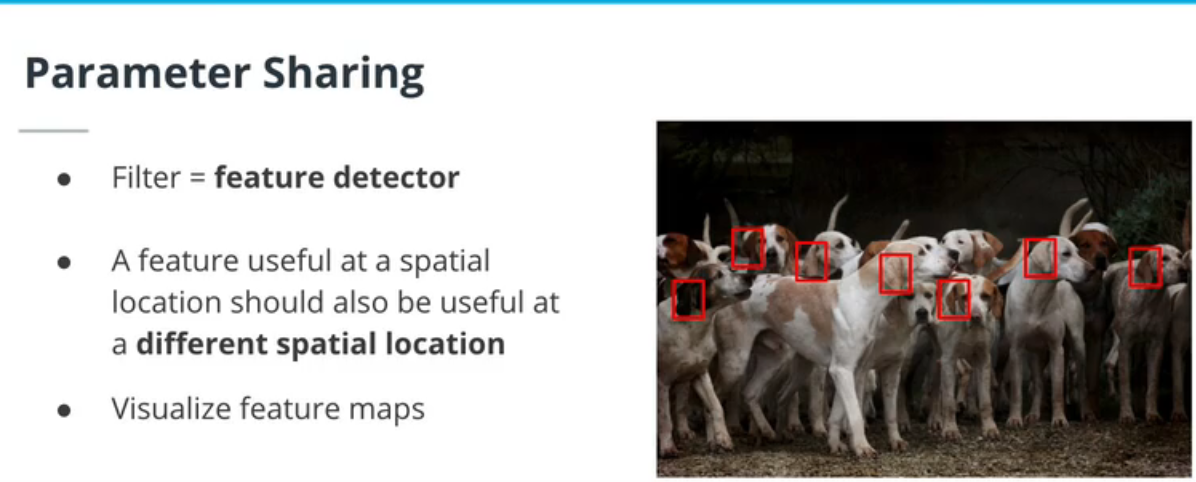 Parameter Sharing
● Filter = feature detector
● A feature useful at a spatial
location should also be useful at
a different spatial location
● Visualize feature maps